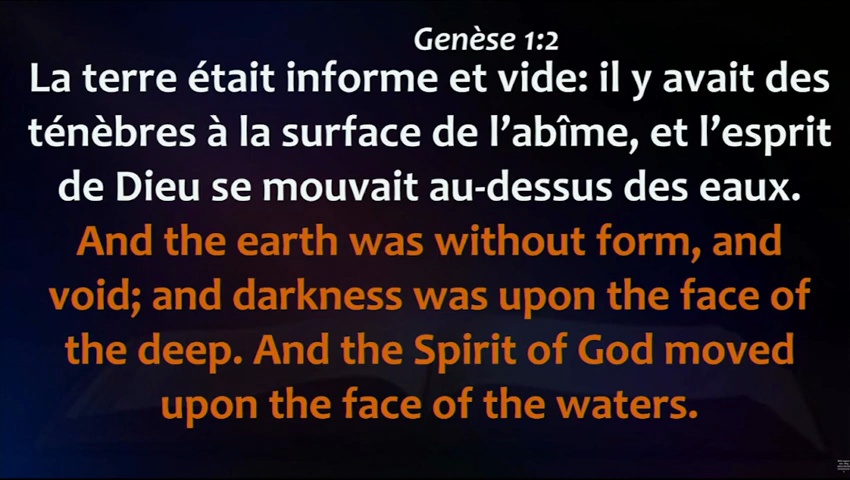 Genèse 1:2
La terre était informe et vide: il y avait des
ténèbres à la surface de l’abîme, et l’esprit
de Dieu se mouvait au-dessus des eaux.
And the earth was without form, and
void; and darkness was upon the face of
the deep. And the Spirit of God moved
upon the face of the waters.